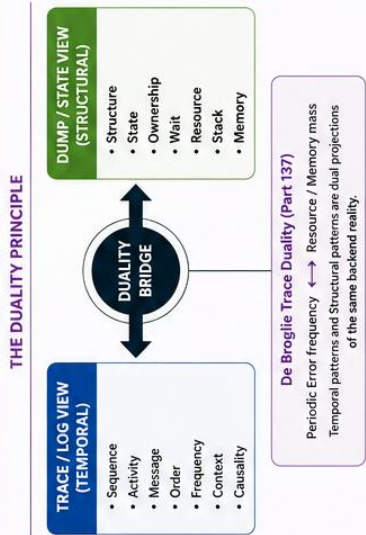 THE DUALITY PRINCIPLE
TRACE / LOG VIEW
(TEMPORAL)
• Sequence
• Activity
• Message
• Order
• Frequency
• Context
• Causality
DUALITY
BRIDGE
DUMP / STATE VIEW
(STRUCTURAL)
• Structure
• State
• Ownership
• Wait
• Resource
• Stack
• Memory
De Broglie Trace Duality (Part 137)
Periodic Error frequency ⟷ Resource / Memory mass
Temporal patterns and Structural patterns are dual projections
of the same backend reality.